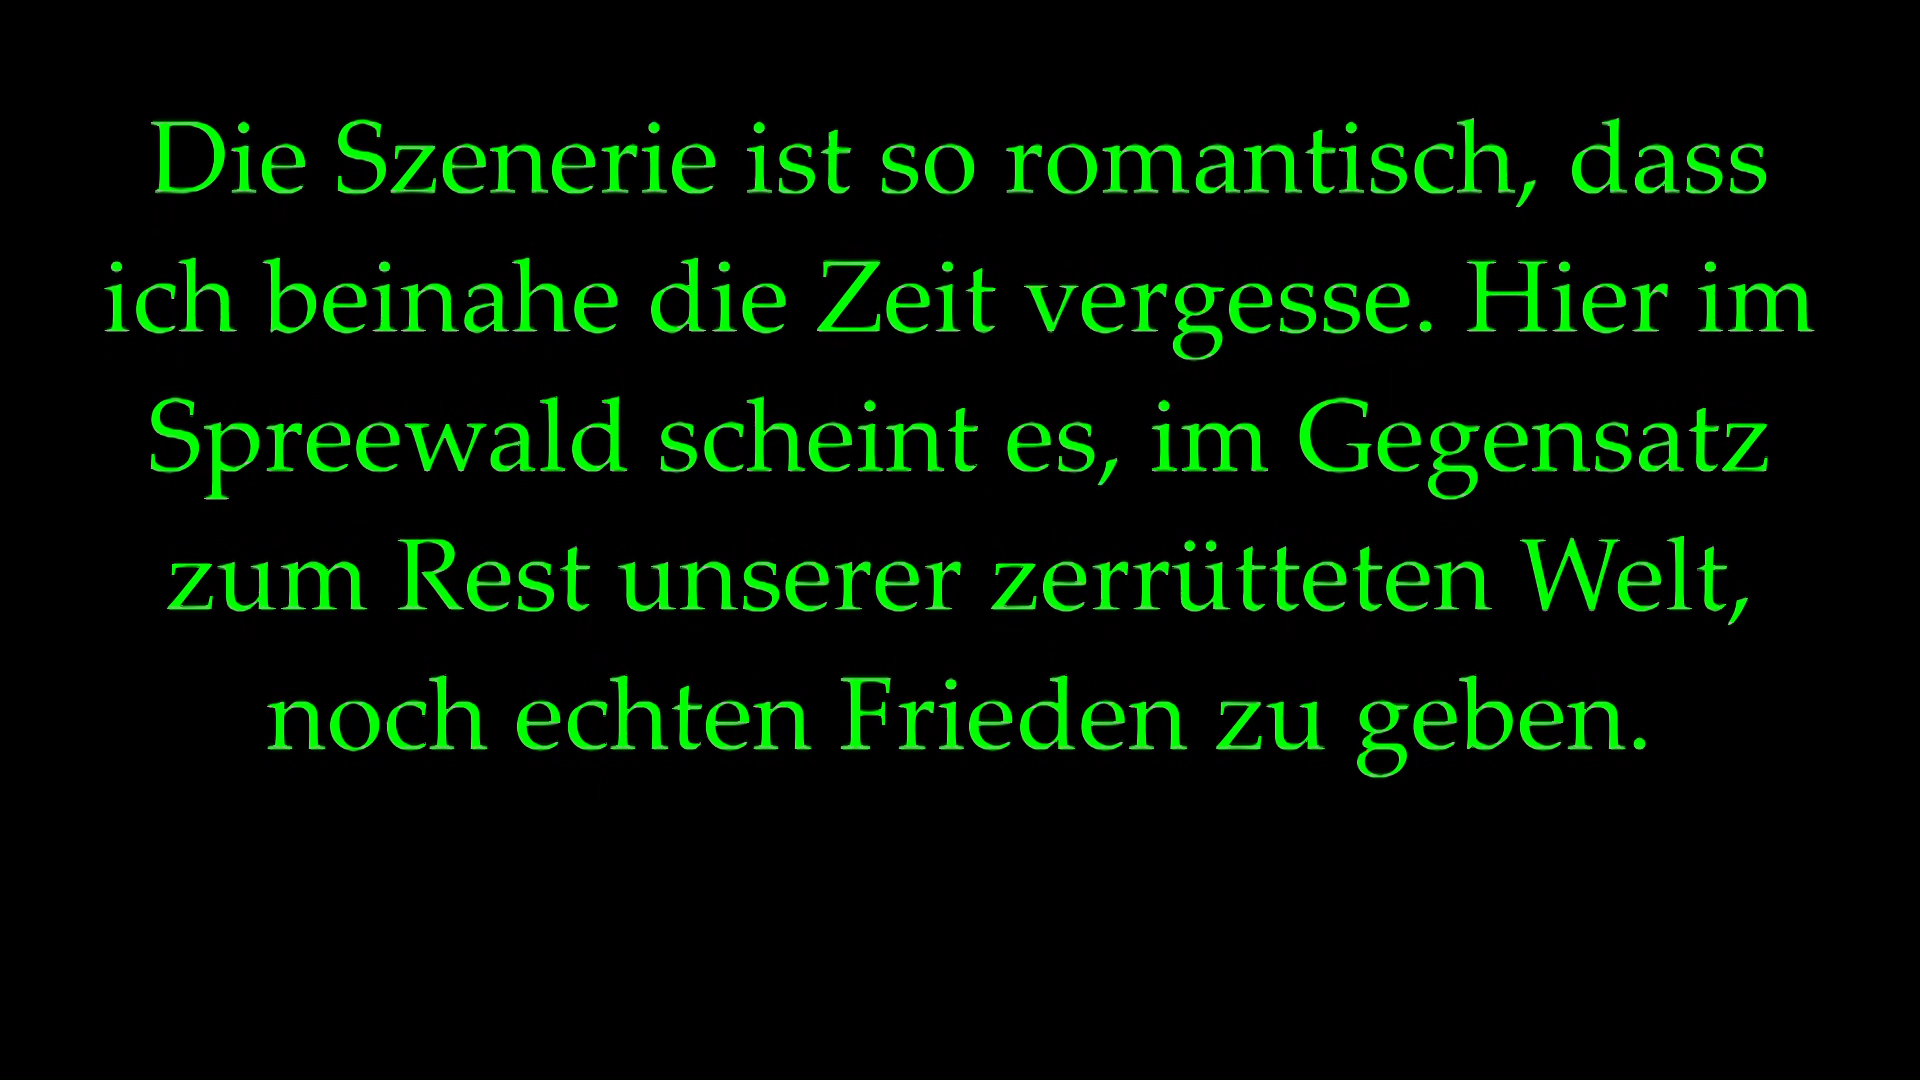 Die Szenerie ist so romantisch, dass
ich beinahe die Zeit vergesse. Hier im
Spreewald scheint es, im Gegensatz
zum Rest unserer zerrütteten Welt,
noch echten Frieden zu geben.